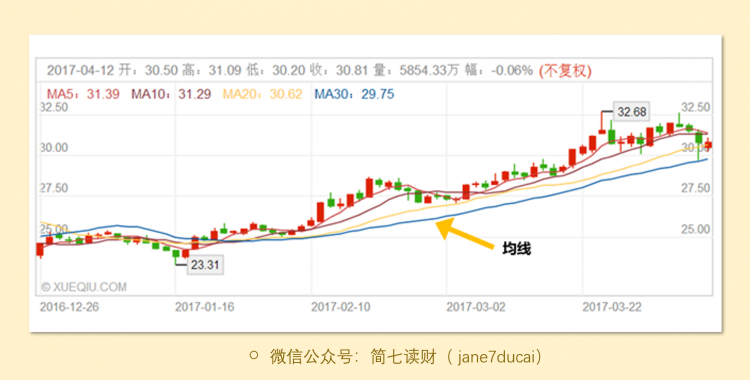 2017-04-12 开: 30.50 高: 31.09 低: 30.20 收: 30.81 量: 5854.33万 幅: -0.06% (不复权)
MA5: 31.39 MA10: 31.29 MA20: 30.62 MA30: 29.75
32.50 32.68 32.50
30.00 30.00
27.50 27.50
25.00 25.00
均线
23.31
© XUEQIU.COM
2016-12-26 2017-01-16 2017-02-10 2017-03-02 2017-03-22
微信公众号：简七读财（ jane7ducai）